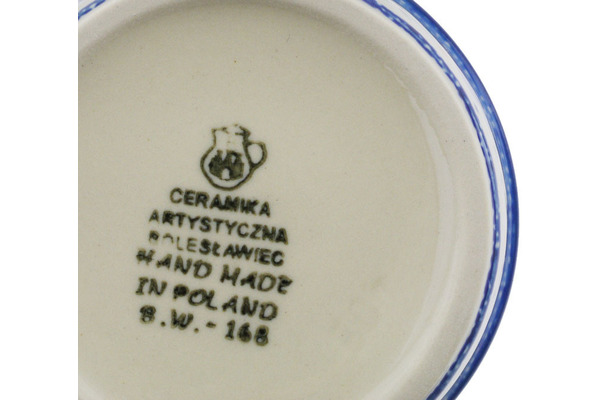 CERAMIKA
ARTYSTYCZNA
BOLESŁAWIEC
HAND MADE
IN POLAND
S.W.-168